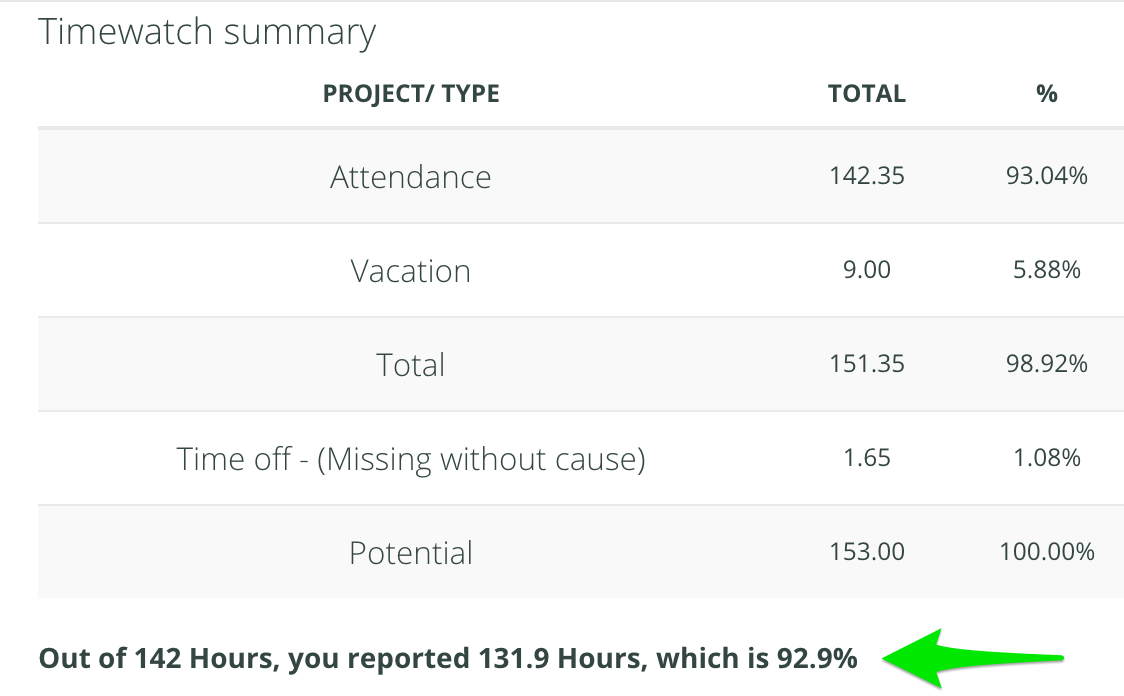 Timewatch summary
PROJECT/ TYPE TOTAL %
Attendance 142.35 93.04%
Vacation 9.00 5.88%
Total 151.35 98.92%
Time off - (Missing without cause) 1.65 1.08%
Potential 153.00 100.00%
Out of 142 Hours, you reported 131.9 Hours, which is 92.9%